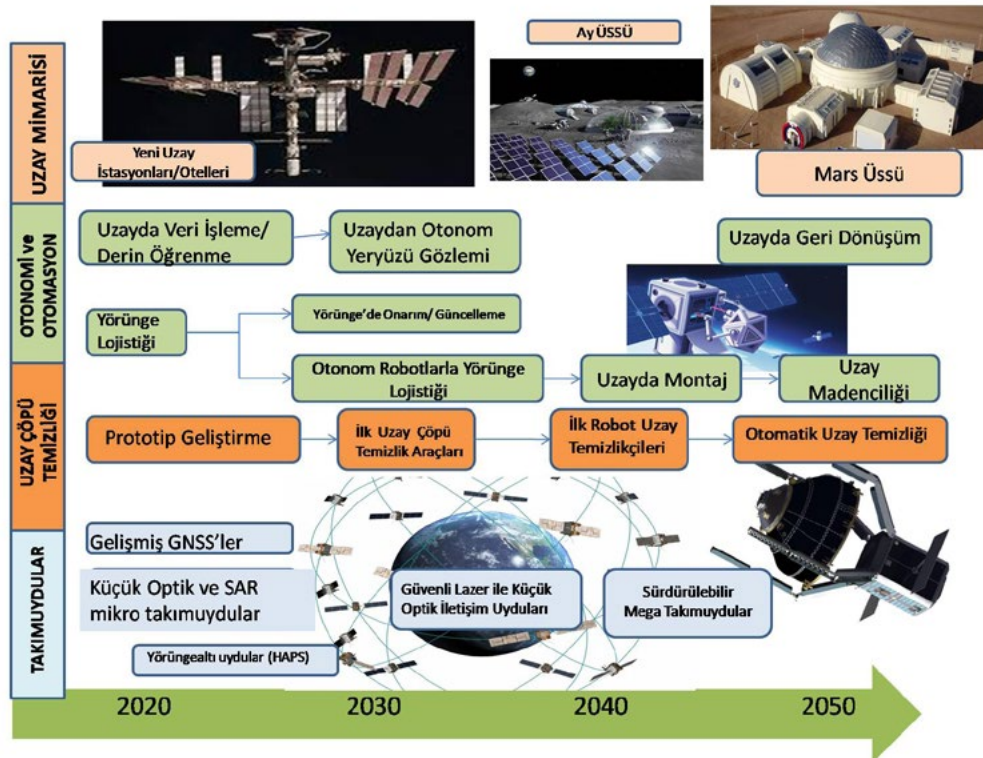 UZAY MİMARİSİ
Yeni Uzay
İstasyonları/Otelleri
Ay ÜSSÜ
Mars Üssü
OTONOMİ ve
OTOMASYON
Uzayda Veri İşleme/
Derin Öğrenme
Uzaydan Otonom
Yeryüzü Gözlemi
Uzayda Geri Dönüşüm
Yörünge
Lojistiği
Yörünge'de Onarım/ Güncelleme
Otonom Robotlarla Yörünge
Lojistiği
Uzayda Montaj
Uzay
Madenciliği
UZAY ÇÖPÜ
TEMİZLİĞİ
Prototip Geliştirme
İlk Uzay Çöpü
Temizlik Araçları
İlk Robot Uzay
Temizlikçileri
Otomatik Uzay Temizliği
TAKIMUYDULAR
Gelişmiş GNSS'ler
Küçük Optik ve SAR
mikro takımuydular
Yörüngealtı uydular (HAPS)
Güvenli Lazer ile Küçük
Optik İletişim Uyduları
Sürdürülebilir
Mega Takımuydular
2020
2030
2040
2050